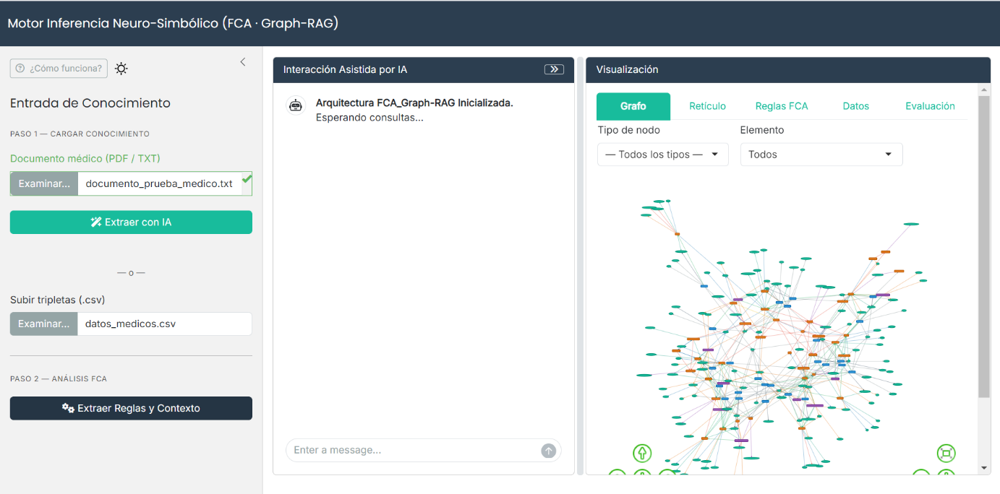 Motor Inferencia Neuro-Simbólico (FCA · Graph-RAG)
¿Cómo funciona?
Entrada de Conocimiento
PASO 1 — CARGAR CONOCIMIENTO
Documento médico (PDF / TXT)
Examinar... documento_prueba_medico.txt
Extraer con IA
— o —
Subir tripletas (.csv)
Examinar... datos_medicos.csv
PASO 2 — ANÁLISIS FCA
Extraer Reglas y Contexto
Interacción Asistida por IA
Arquitectura FCA_Graph-RAG Inicializada.
Esperando consultas...
Enter a message...
Visualización
Grafo Retículo Reglas FCA Datos Evaluación
Tipo de nodo Elemento
— Todos los tipos — Todos